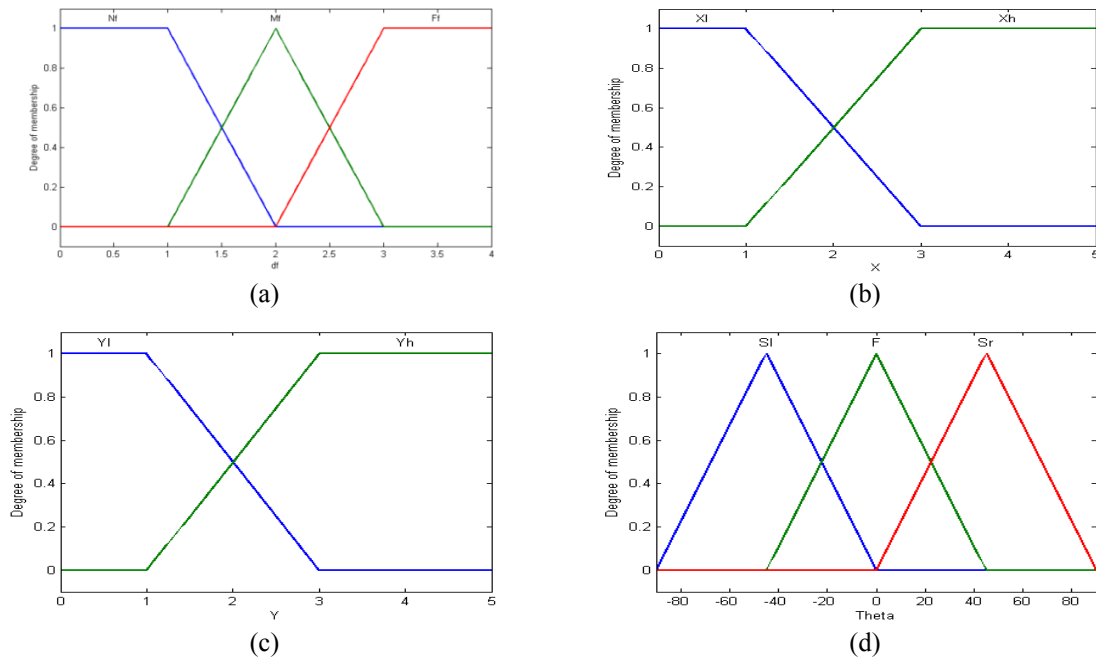 Nf Mf Ff
1
0.8
0.6
0.4
0.2
0
Degree of membership
0 0.5 1 1.5 2 2.5 3 3.5 4
df
(a)
Xl Xh
1
0.8
0.6
0.4
0.2
0
Degree of membership
0 1 2 3 4 5
X
(b)
Yl Yh
1
0.8
0.6
0.4
0.2
0
Degree of membership
0 1 2 3 4 5
Y
(c)
Sl F Sr
1
0.8
0.6
0.4
0.2
0
Degree of membership
-80 -60 -40 -20 0 20 40 60 80
Theta
(d)